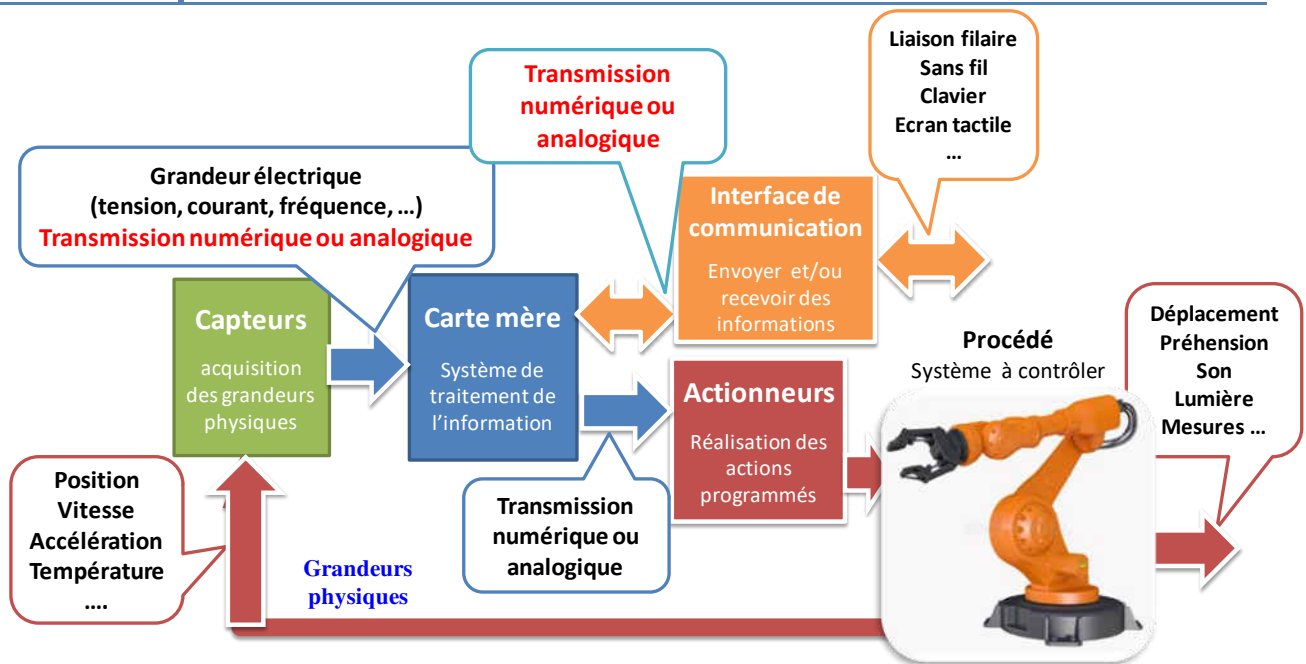 Liaison filaire
Sans fil
Clavier
Ecran tactile
...
Transmission
numérique ou
analogique
Grandeur électrique
(tension, courant, fréquence, ...)
Transmission numérique ou analogique
Interface de
communication
Envoyer et/ou
recevoir des
informations
Capteurs
acquisition
des grandeurs
physiques
Carte mère
Système de
traitement de
l'information
Actionneurs
Réalisation des
actions
programmés
Procédé
Système à contrôler
Déplacement
Préhension
Son
Lumière
Mesures ...
Position
Vitesse
Accélération
Température
....
Transmission
numérique ou
analogique
Grandeurs
physiques